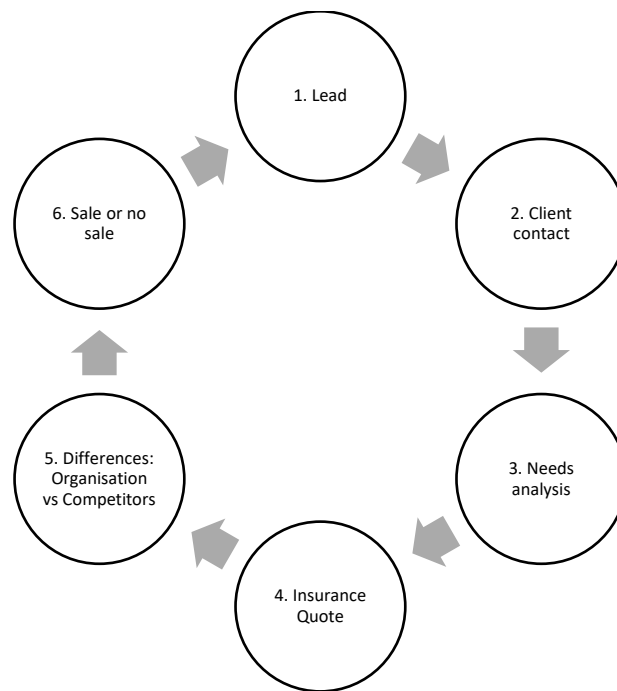 1. Lead
2. Client
contact
3. Needs
analysis
4. Insurance
Quote
5. Differences:
Organisation
vs Competitors
6. Sale or no
sale